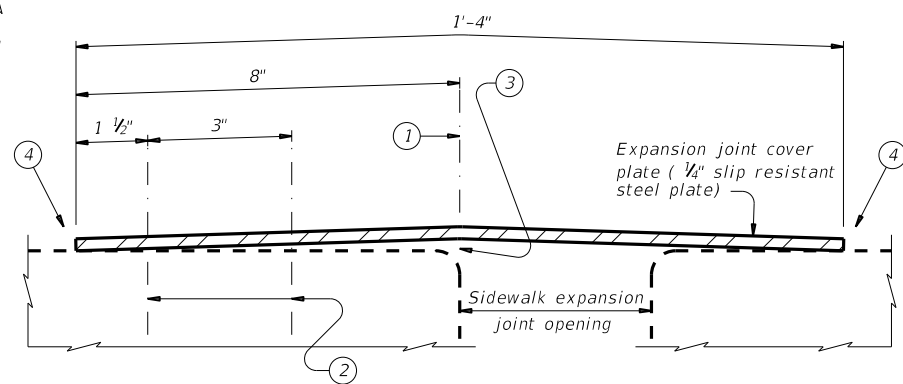 A
1'-4"
8"
3
1 ½"
3"
1
4
4
Expansion joint cover
plate ( ¼" slip resistant
steel plate)
Sidewalk expansion
joint opening
2